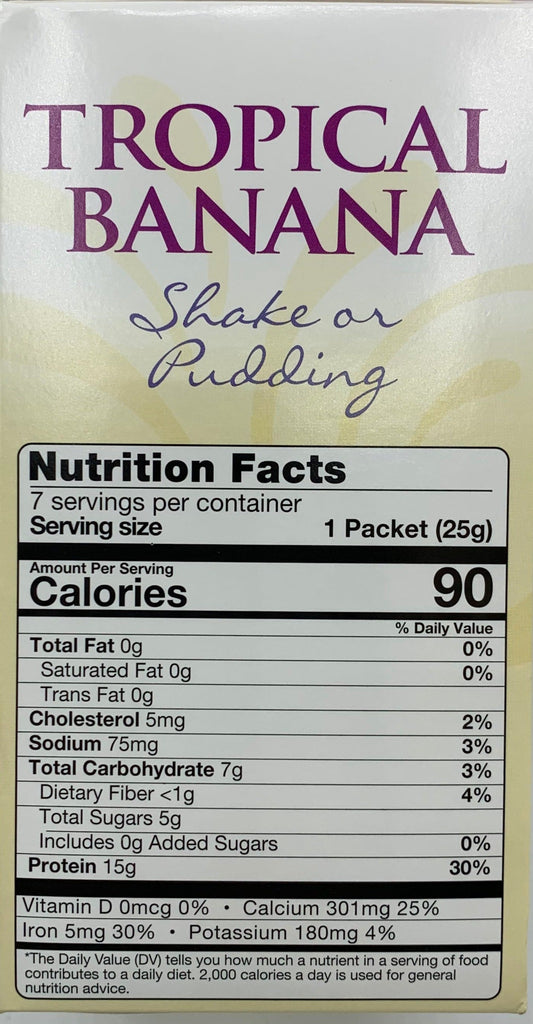 TROPICAL
BANANA
Shake or
Pudding
Nutrition Facts
7 servings per container
Serving size 1 Packet (25g)
Amount Per Serving
Calories 90
% Daily Value
Total Fat 0g 0%
Saturated Fat 0g 0%
Trans Fat 0g
Cholesterol 5mg 2%
Sodium 75mg 3%
Total Carbohydrate 7g 3%
Dietary Fiber <1g 4%
Total Sugars 5g
Includes 0g Added Sugars 0%
Protein 15g 30%
Vitamin D 0mcg 0% • Calcium 301mg 25%
Iron 5mg 30% • Potassium 180mg 4%
*The Daily Value (DV) tells you how much a nutrient in a serving of food
contributes to a daily diet. 2,000 calories a day is used for general
nutrition advice.